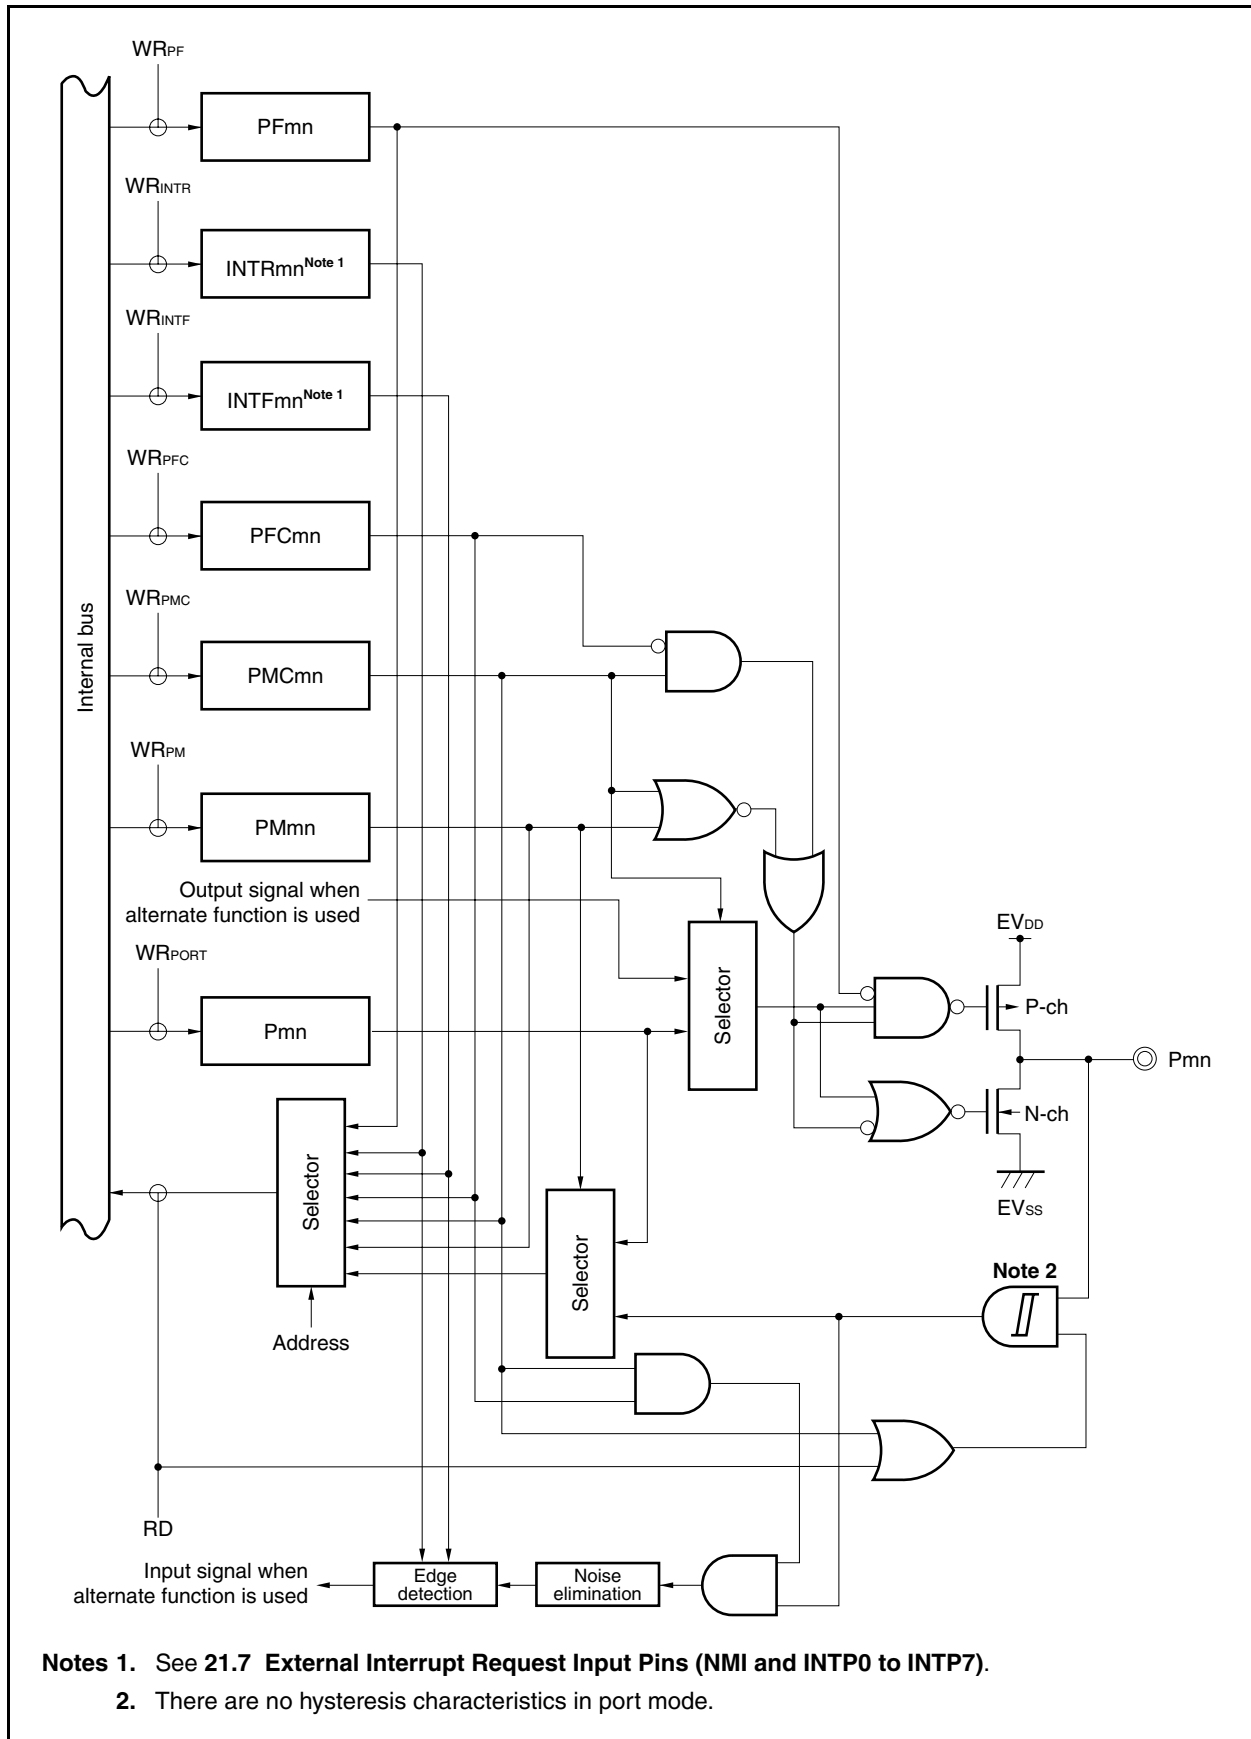 WRPF
PFmn
WRINTR
INTRmnNote 1
WRINTF
INTFmnNote 1
WRPFC
PFCmn
WRPMC
Internal bus
PMCmn
WRPM
PMmn
Output signal when
alternate function is used
WRPORT
Pmn
Selector
EVDD
P-ch
Pmn
N-ch
EVSS
Selector
Selector
Note 2
Address
RD
Input signal when
alternate function is used
Edge
detection
Noise
elimination
Notes 1. See 21.7 External Interrupt Request Input Pins (NMI and INTP0 to INTP7).
2. There are no hysteresis characteristics in port mode.